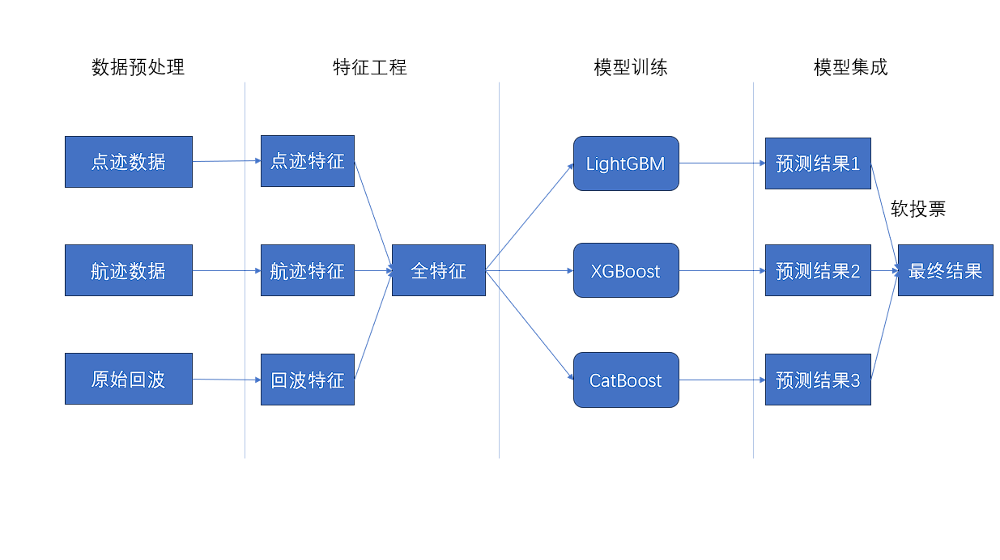 数据预处理
特征工程
模型训练
模型集成
点迹数据
点迹特征
LightGBM
预测结果1
软投票
航迹数据
航迹特征
全特征
XGBoost
预测结果2
最终结果
原始回波
回波特征
CatBoost
预测结果3